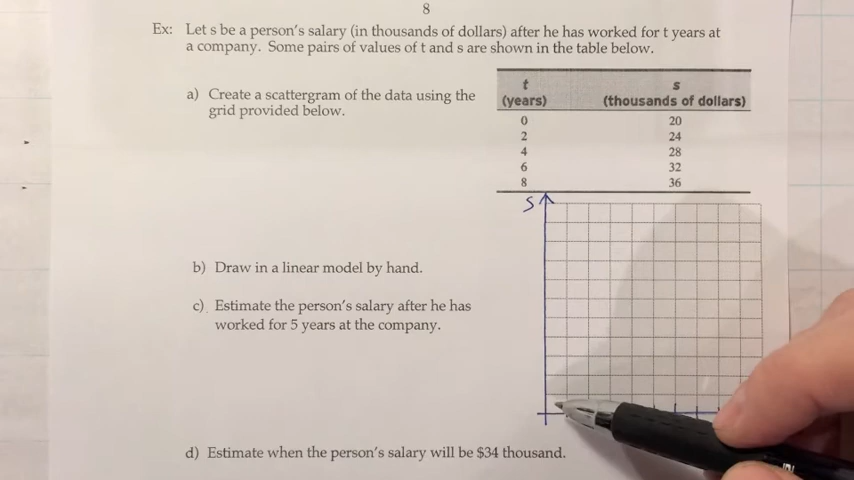 8
Ex: Let s be a person's salary (in thousands of dollars) after he has worked for t years at
a company. Some pairs of values of t and s are shown in the table below.
a) Create a scattergram of the data using the
grid provided below.
t s
(years) (thousands of dollars)
0 20
2 24
4 28
6 32
8 36
S
b) Draw in a linear model by hand.
c) Estimate the person's salary after he has
worked for 5 years at the company.
d) Estimate when the person's salary will be $34 thousand.